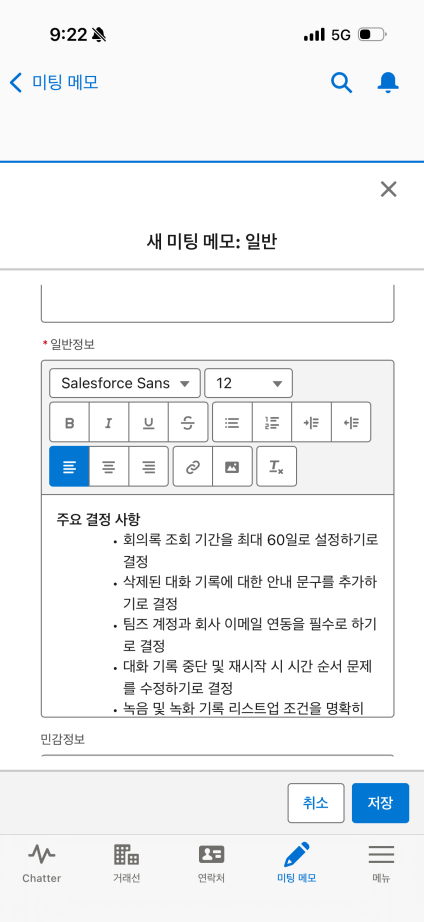 9:22
5G
미팅 메모
새 미팅 메모: 일반
* 일반정보
Salesforce Sans
12
B I U S
주요 결정 사항
• 회의록 조회 기간을 최대 60일로 설정하기로
결정
• 삭제된 대화 기록에 대한 안내 문구를 추가하
기로 결정
• 팀즈 계정과 회사 이메일 연동을 필수로 하기
로 결정
• 대화 기록 중단 및 재시작 시 시간 순서 문제
를 수정하기로 결정
• 녹음 및 녹화 기록 리스트업 조건을 명확히
민감정보
취소
저장
Chatter
거래선
연락처
미팅 메모
메뉴